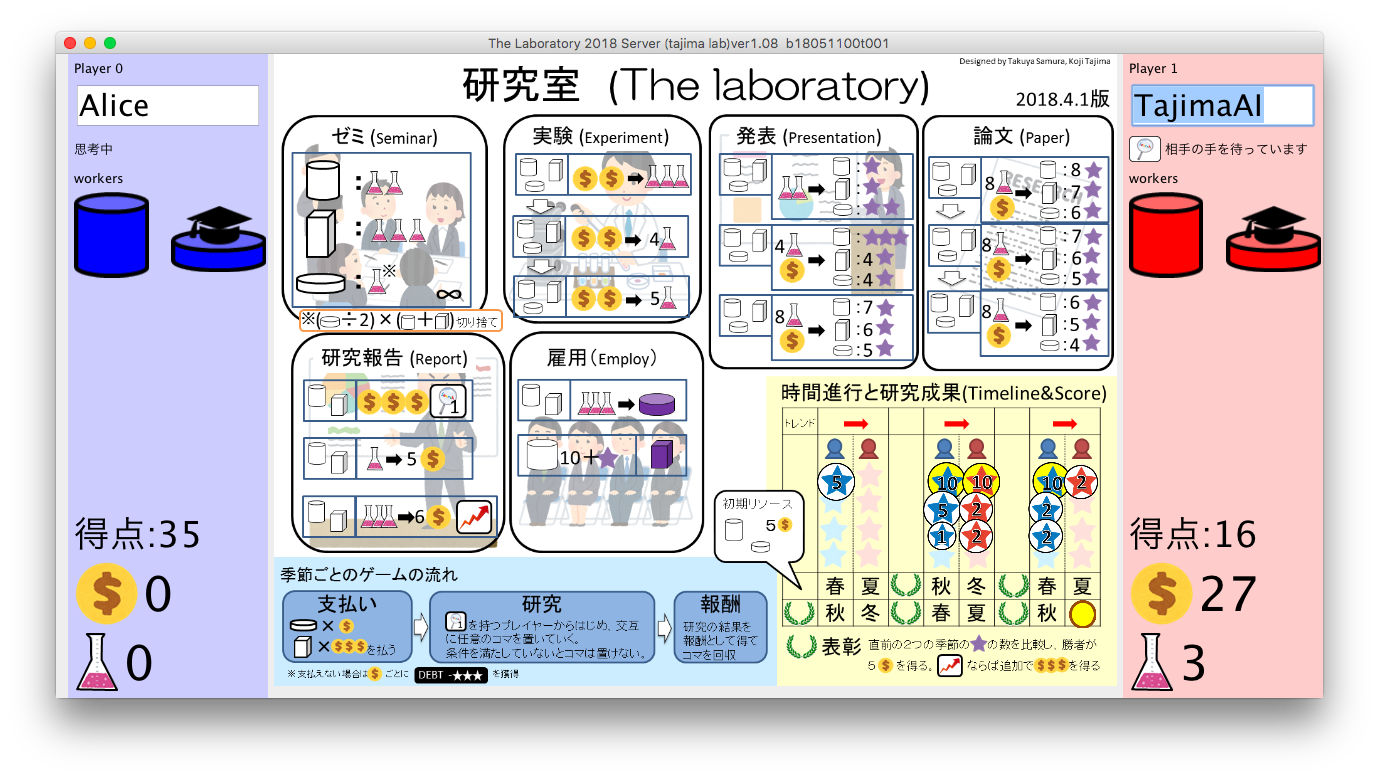 The Laboratory 2018 Server (tajima lab)ver1.08 b18051100t001
Player 0
Alice
思考中
workers
得点:35
0
0
Designed by Takuya Samura, Koji Tajima
研究室 (The laboratory)
2018.4.1版
ゼミ (Seminar)
:
:
:
※
∞
※(÷2)×(+)切り捨て
実験 (Experiment)
$ $
$ $ 4
$ $ 5
発表 (Presentation)
:
:
:
4 $ :
:4
:4
8 $ :7
:6
:5
論文 (Paper)
8 $ :8
:7
:6
8 $ :7
:6
:5
8 $ :6
:5
:4
研究報告 (Report)
$ $ $ 1
5 $
6 $
雇用 (Employ)
10+
時間進行と研究成果(Timeline&Score)
トレンド
5 10 10 10 2
5 2 5
1 2 2
初期リソース
5 $
春 夏 秋 冬 春 夏
秋 冬 春 夏 秋
表彰 直前の2つの季節の★の数を比較し、勝者が
5 $ を得る。 ならば追加で $ $ $ を得る
季節ごとのゲームの流れ
支払い
× $
× $ $ $ を払う
研究
1 を持つプレイヤーからはじめ、交互
に任意のコマを置いていく。
条件を満たしていないとコマは置けない。
報酬
研究の結果を
報酬として得て
コマを回収
※支払えない場合は $ ごとに DEBT -★★★ を獲得
Player 1
TajimaAI
相手の手を待っています
workers
得点:16
$ 27
3